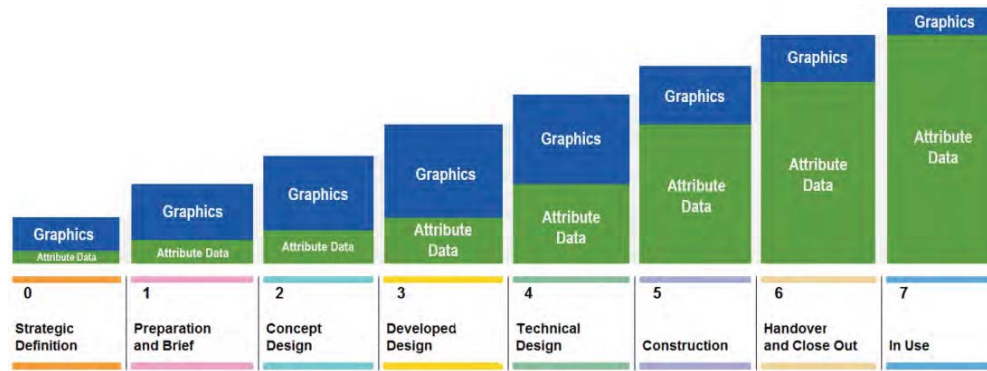 Graphics
Attribute Data
Graphics
Attribute Data
Graphics
Attribute Data
Graphics
Attribute
Data
Graphics
Attribute
Data
Graphics
Attribute
Data
Graphics
Attribute
Data
Graphics
Attribute
Data
0
Strategic
Definition
1
Preparation
and Brief
2
Concept
Design
3
Developed
Design
4
Technical
Design
5
Construction
6
Handover
and Close Out
7
In Use